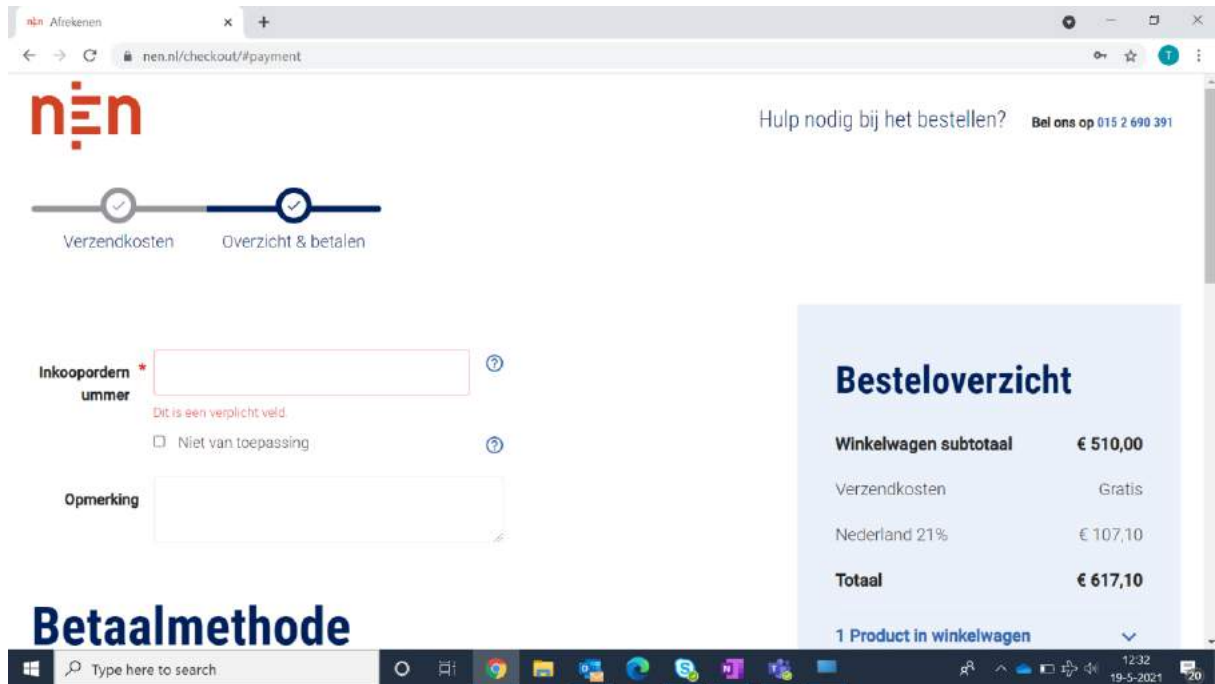 nen Afrekenen
nen.nl/checkout/#payment
T
nen
Hulp nodig bij het bestellen? Bel ons op 015 2 690 391
Verzendkosten Overzicht & betalen
Inkoopordern
ummer *
Dit is een verplicht veld.
Niet van toepassing
Opmerking
Betaalmethode
Besteloverzicht
Winkelwagen subtotaal € 510,00
Verzendkosten Gratis
Nederland 21% € 107,10
Totaal € 617,10
1 Product in winkelwagen
Type here to search
12:32
19-5-2021
20